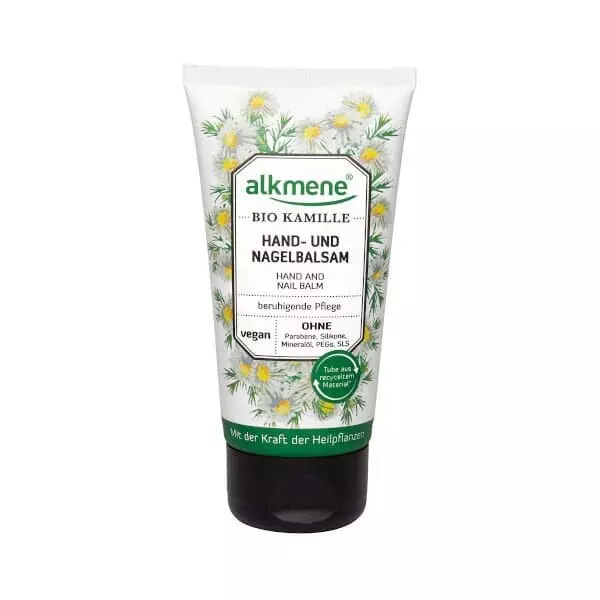 alkmene®
BIO KAMILLE
HAND- UND
NAGELBALSAM
HAND AND
NAIL BALM
beruhigende Pflege
vegan
OHNE
Parabene, Silikone,
Mineralöl, PEGs, SLS
Tube aus
recyceltem
Material*
Mit der Kraft der Heilpflanzen